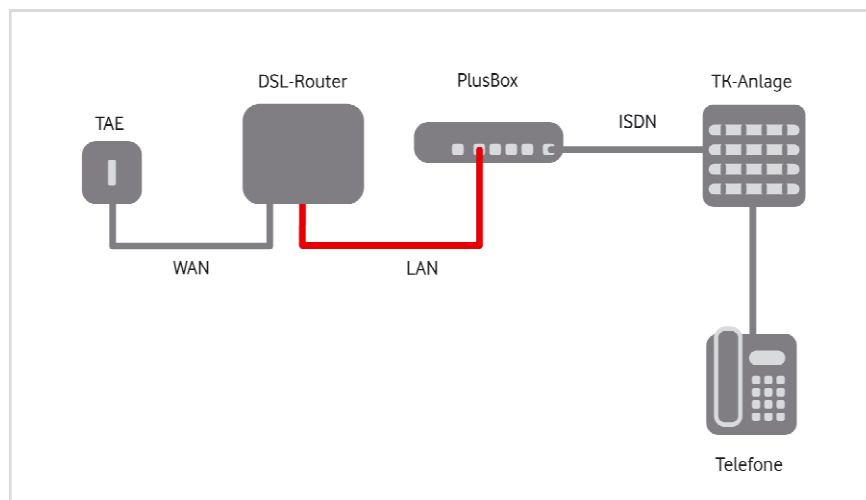 TAE
DSL-Router
PlusBox
TK-Anlage
ISDN
WAN
LAN
Telefone